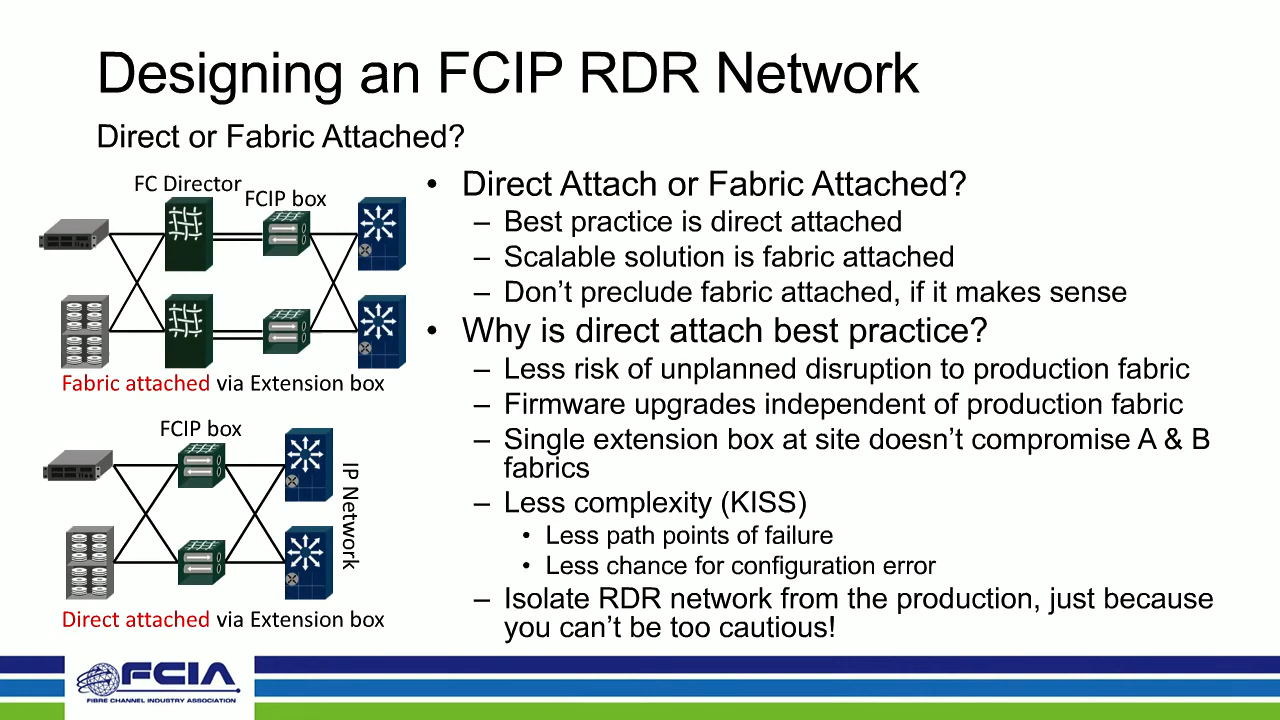 Designing an FCIP RDR Network
Direct or Fabric Attached?
FC Director
FCIP box
Fabric attached via Extension box
FCIP box
IP Network
Direct attached via Extension box
• Direct Attach or Fabric Attached?
– Best practice is direct attached
– Scalable solution is fabric attached
– Don’t preclude fabric attached, if it makes sense
• Why is direct attach best practice?
– Less risk of unplanned disruption to production fabric
– Firmware upgrades independent of production fabric
– Single extension box at site doesn’t compromise A & B
fabrics
– Less complexity (KISS)
• Less path points of failure
• Less chance for configuration error
– Isolate RDR network from the production, just because
you can’t be too cautious!
FCIA
FIBRE CHANNEL INDUSTRY ASSOCIATION